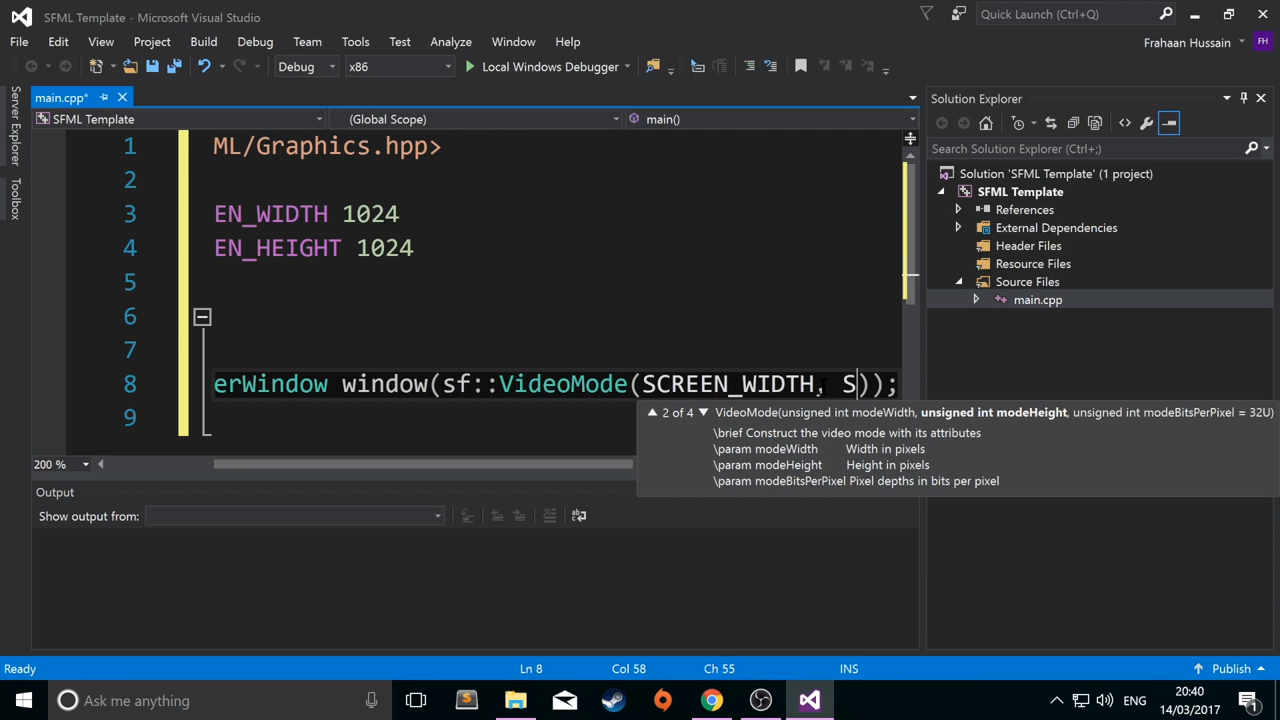 SFML Template - Microsoft Visual Studio
Quick Launch (Ctrl+Q)
File Edit View Project Build Debug Team Tools Test Analyze Window Help
Frahaan Hussain FH
Debug x86 Local Windows Debugger
main.cpp*
SFML Template (Global Scope) main()
Server Explorer
Toolbox
1 ML/Graphics.hpp>
2
3 EN_WIDTH 1024
4 EN_HEIGHT 1024
5
6
7
8 erWindow window(sf::VideoMode(SCREEN_WIDTH, S));
9
2 of 4 VideoMode(unsigned int modeWidth, unsigned int modeHeight, unsigned int modeBitsPerPixel = 32U)
\brief Construct the video mode with its attributes
\param modeWidth Width in pixels
\param modeHeight Height in pixels
\param modeBitsPerPixel Pixel depths in bits per pixel
200 %
Output
Show output from:
Solution Explorer
Search Solution Explorer (Ctrl+;)
Solution 'SFML Template' (1 project)
SFML Template
References
External Dependencies
Header Files
Resource Files
Source Files
main.cpp
Ready Ln 8 Col 58 Ch 55 INS Publish
Ask me anything
ENG
20:40
14/03/2017
1